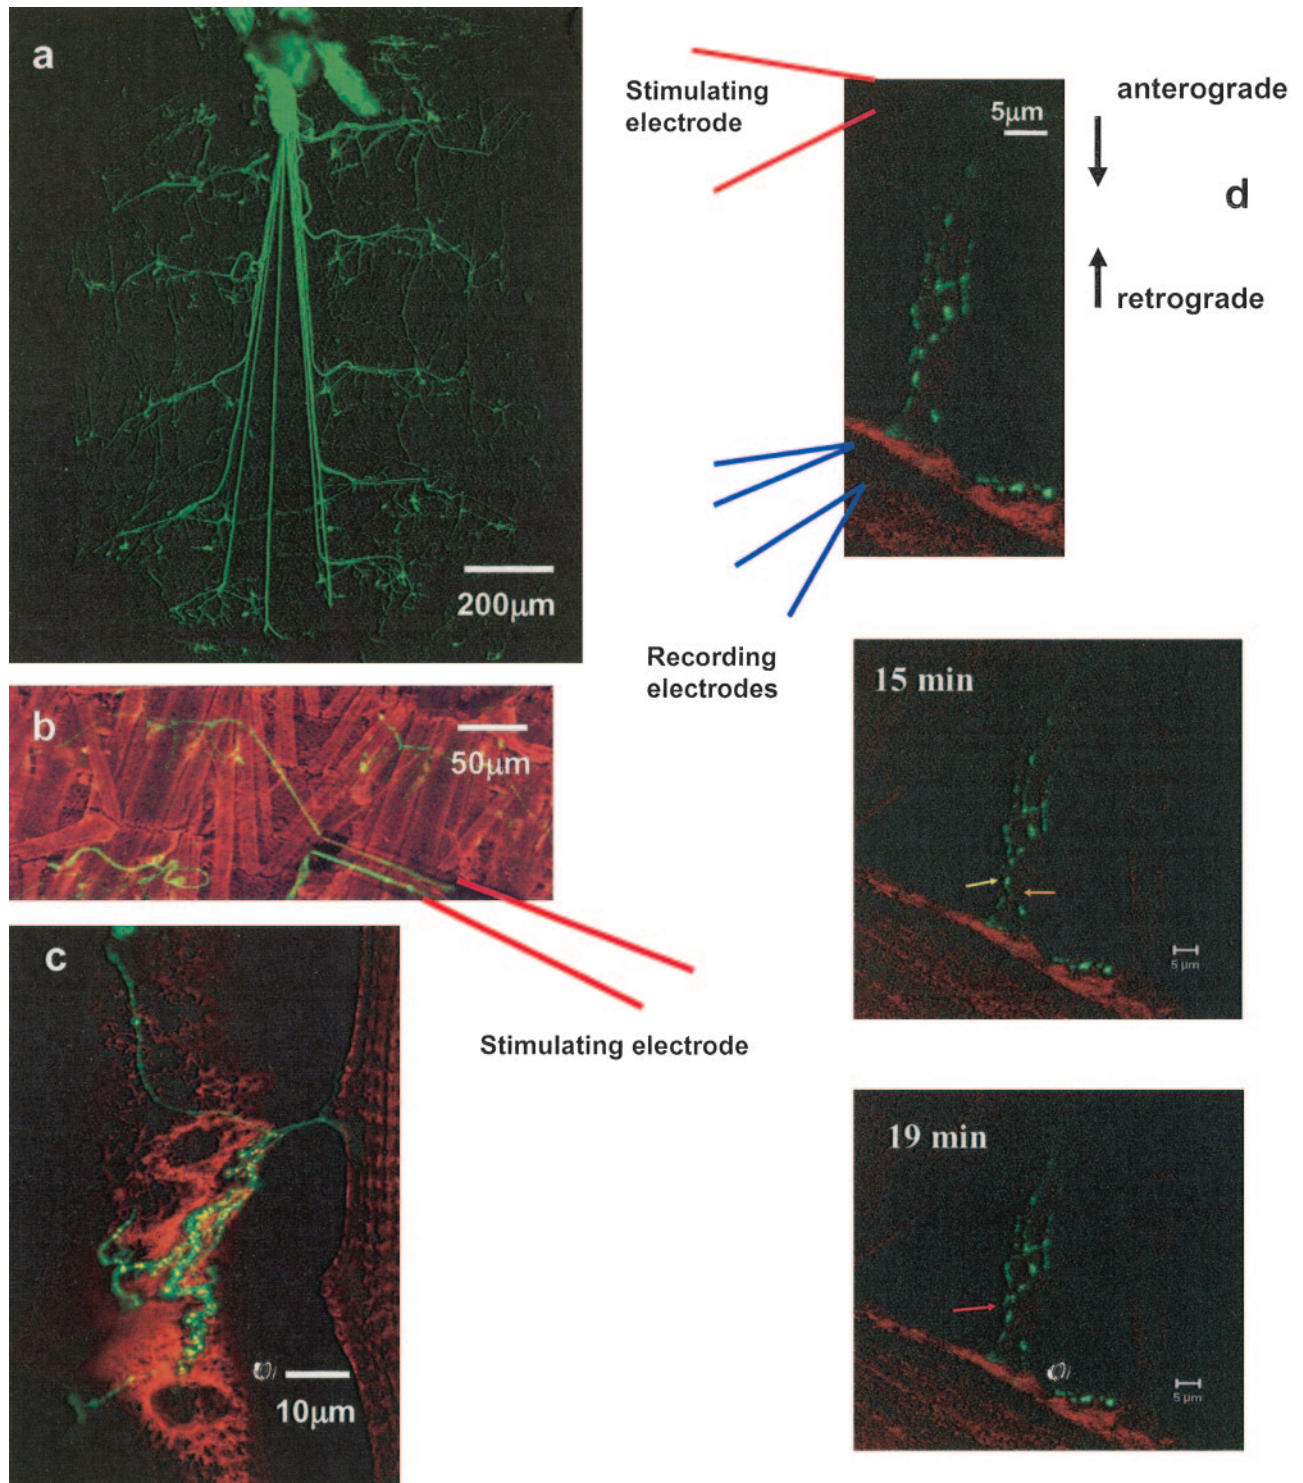 a
200µm
Stimulating
electrode
5µm
anterograde
d
retrograde
Recording
electrodes
b
50µm
Stimulating electrode
c
10µm
15 min
5 µm
19 min
5 µm